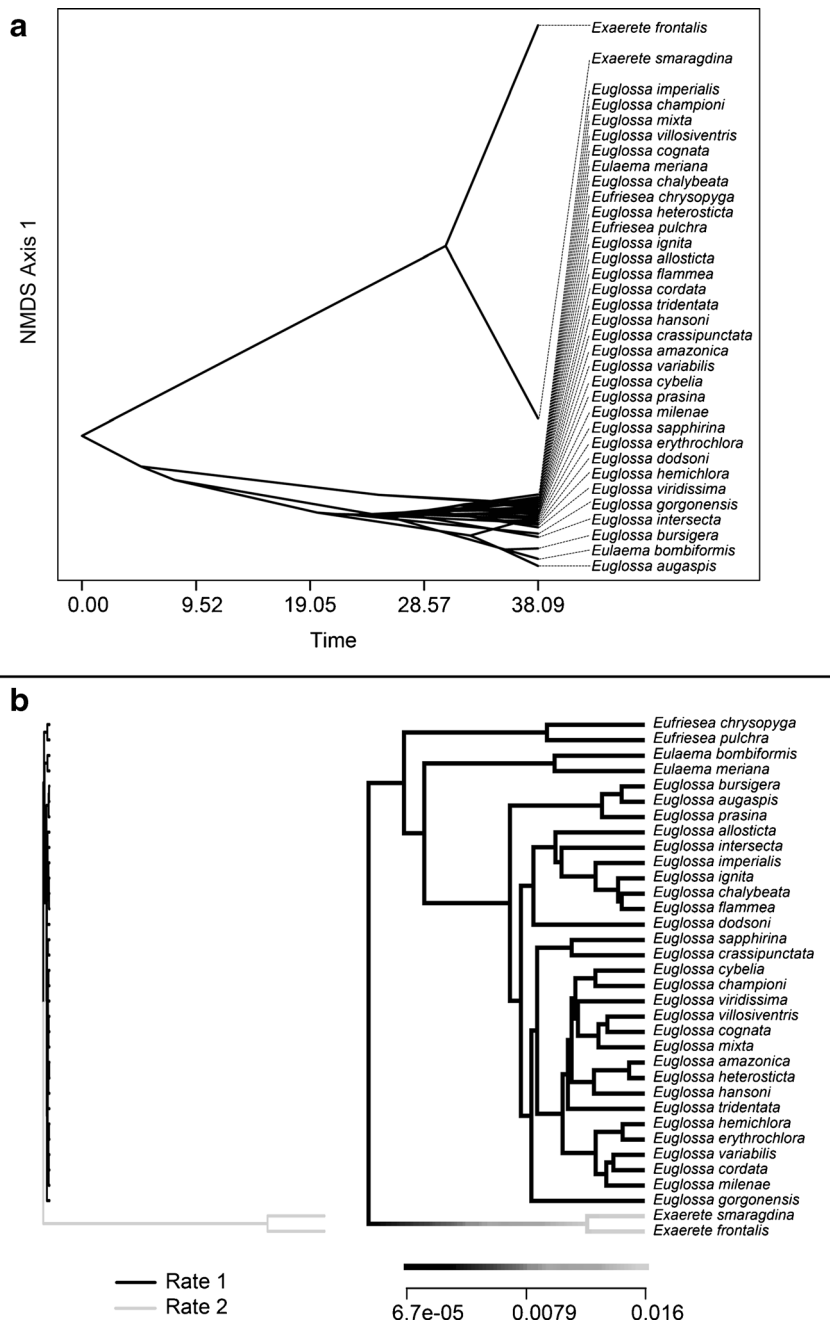 a
Exaerete frontalis
Exaerete smaragdina
Euglossa imperialis
Euglossa championi
Euglossa mixta
Euglossa villosiventris
Euglossa cognata
Eulaema meriana
Euglossa chalybeata
Eufriesea chrysopyga
Euglossa heterosticta
Eufriesea pulchra
Euglossa ignita
Euglossa allosticta
Euglossa flammea
Euglossa cordata
Euglossa tridentata
Euglossa hansoni
Euglossa crassipunctata
Euglossa amazonica
Euglossa variabilis
Euglossa cybelia
Euglossa prasina
Euglossa milenae
Euglossa sapphirina
Euglossa erythrochlora
Euglossa dodsoni
Euglossa hemichlora
Euglossa viridissima
Euglossa gorgonensis
Euglossa intersecta
Euglossa bursigera
Eulaema bombiformis
Euglossa augaspis
NMDS Axis 1
0.00 9.52 19.05 28.57 38.09
Time
b
Eufriesea chrysopyga
Eufriesea pulchra
Eulaema bombiformis
Eulaema meriana
Euglossa bursigera
Euglossa augaspis
Euglossa prasina
Euglossa allosticta
Euglossa intersecta
Euglossa imperialis
Euglossa ignita
Euglossa chalybeata
Euglossa flammea
Euglossa dodsoni
Euglossa sapphirina
Euglossa crassipunctata
Euglossa cybelia
Euglossa championi
Euglossa viridissima
Euglossa villosiventris
Euglossa cognata
Euglossa mixta
Euglossa amazonica
Euglossa heterosticta
Euglossa hansoni
Euglossa tridentata
Euglossa hemichlora
Euglossa erythrochlora
Euglossa variabilis
Euglossa cordata
Euglossa milenae
Euglossa gorgonensis
Exaerete smaragdina
Exaerete frontalis
Rate 1
Rate 2
6.7e-05 0.0079 0.016